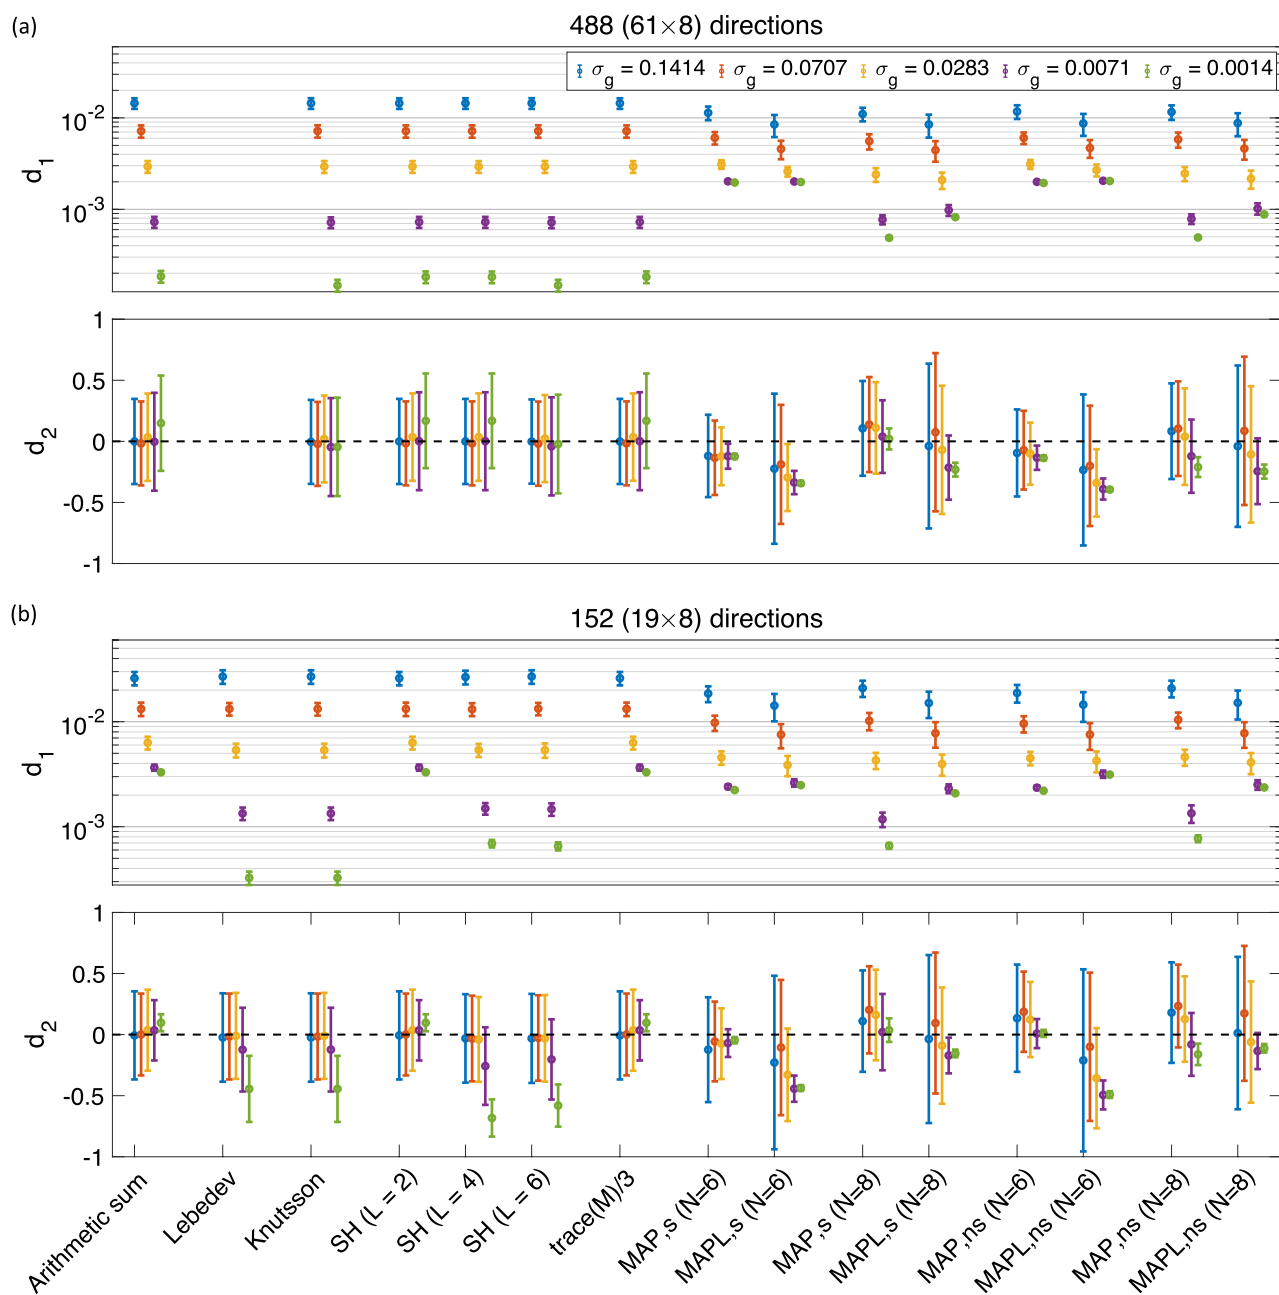 (a)
488 (61×8) directions
σg = 0.1414 σg = 0.0707 σg = 0.0283 σg = 0.0071 σg = 0.0014
10-2
d1
10-3
1
0.5
d2
0
-0.5
-1
(b)
152 (19×8) directions
10-2
d1
10-3
1
0.5
d2
0
-0.5
-1
Arithmetic sum
Lebedev
Knutsson
SH (L = 2)
SH (L = 4)
SH (L = 6)
trace(M)/3
MAP,s (N=6)
MAPL,s (N=6)
MAP,s (N=8)
MAPL,s (N=8)
MAP,ns (N=6)
MAPL,ns (N=6)
MAP,ns (N=8)
MAPL,ns (N=8)